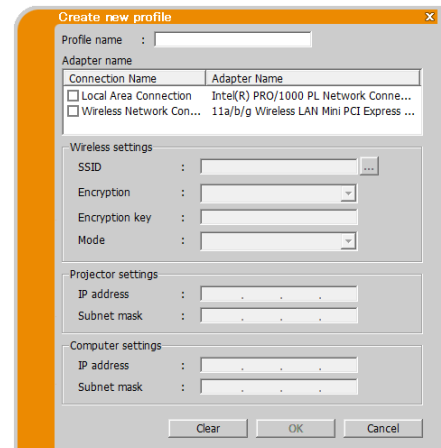 Create new profile
x
Profile name :
Adapter name
Connection Name Adapter Name
Local Area Connection Intel(R) PRO/1000 PL Network Conne...
Wireless Network Con... 11a/b/g Wireless LAN Mini PCI Express ...
Wireless settings
SSID : ...
Encryption :
Encryption key :
Mode :
Projector settings
IP address : . . .
Subnet mask : . . .
Computer settings
IP address : . . .
Subnet mask : . . .
Clear OK Cancel